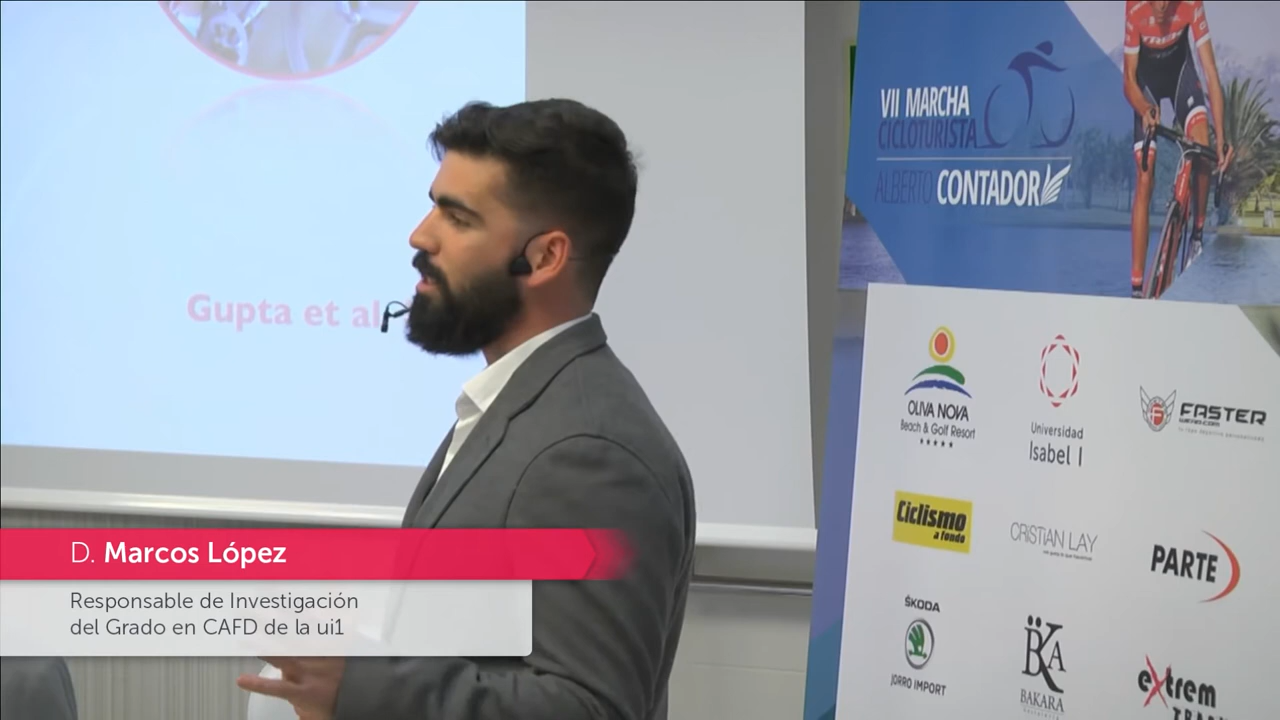 Gupta et al
VII MARCHA
CICLOTURISTA
ALBERTO CONTADOR
TREK
OLIVA NOVA
Beach & Golf Resort
Universidad
Isabel I
FASTER
Ciclismo
a fondo
CRISTIAN LAY
PARTE
ŠKODA
JORRO IMPORT
BAKARA
extrem
D. Marcos López
Responsable de Investigación
del Grado en CAFD de la ui1